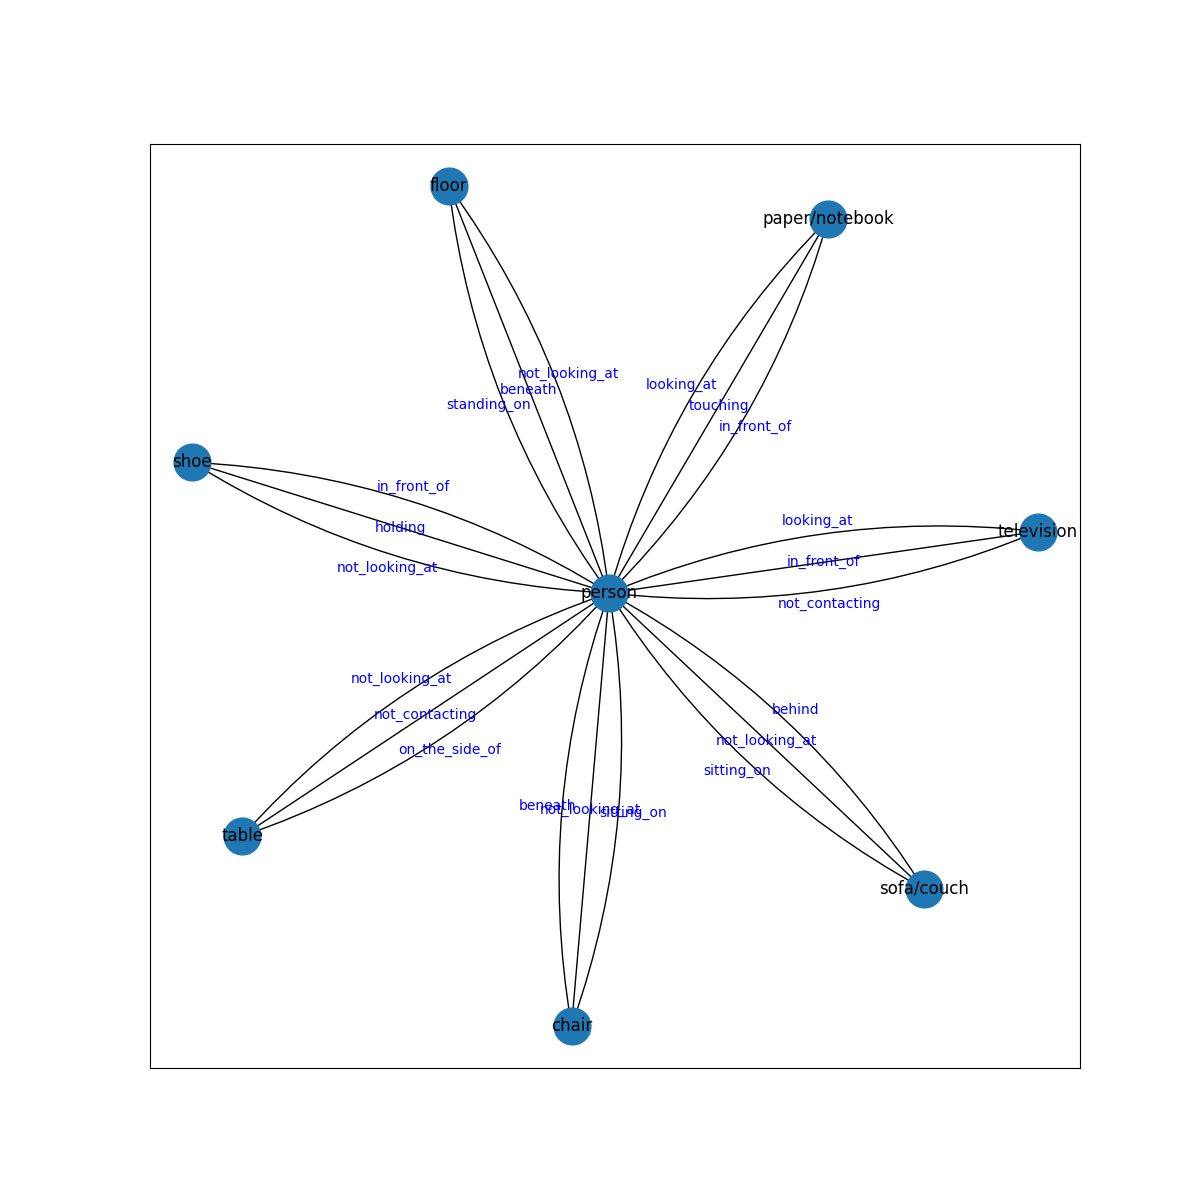 floor
paper/notebook
not_looking_at
looking_at
beneath
standing_on
touching
in_front_of
shoe
in_front_of
holding
not_looking_at
looking_at
television
in_front_of
not_contacting
person
not_looking_at
not_contacting
on_the_side_of
behind
not_looking_at
sitting_on
beneath
not_looking_at
sitting_on
table
sofa/couch
chair